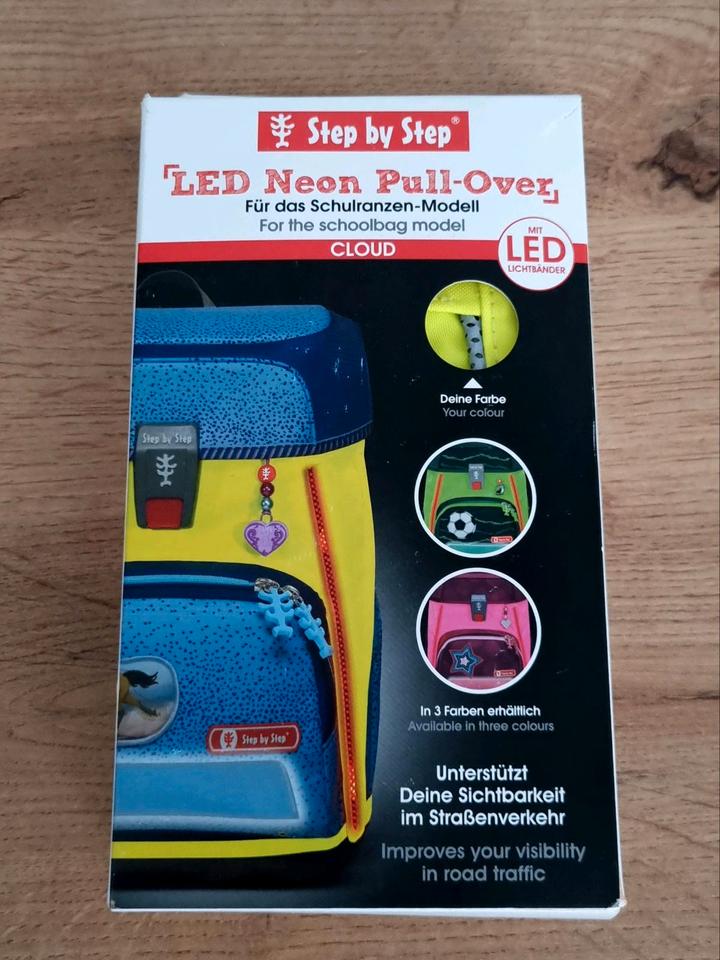 Step by Step®
LED Neon Pull-Over
Für das Schulranzen-Modell
For the schoolbag model
CLOUD
MIT
LED
LICHTBÄNDER
Deine Farbe
Your colour
Step by Step
Step by Step
In 3 Farben erhältlich
Available in three colours
Unterstützt
Deine Sichtbarkeit
im Straßenverkehr
Improves your visibility
in road traffic